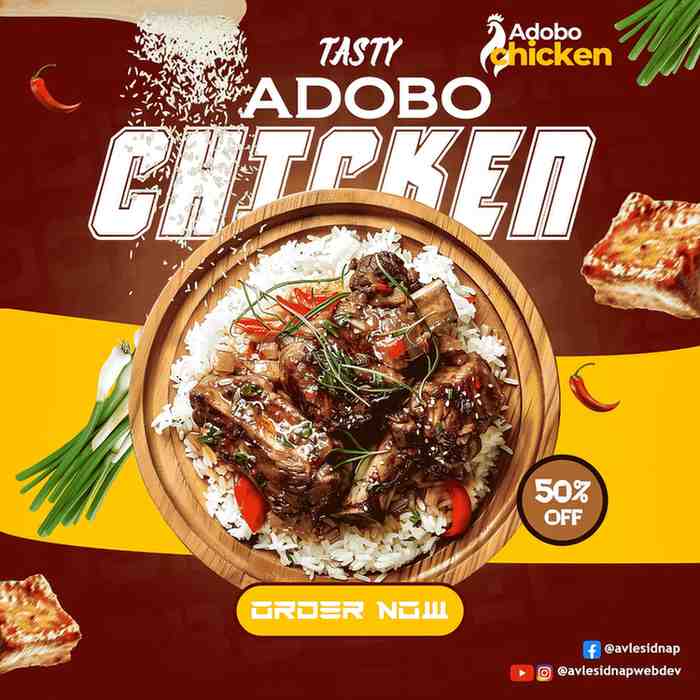 Adobo
chicken
TASTY
ADOBO
CHICKEN
50%
OFF
ORDER NOW
@avlesidnap
@avlesidnapwebdev